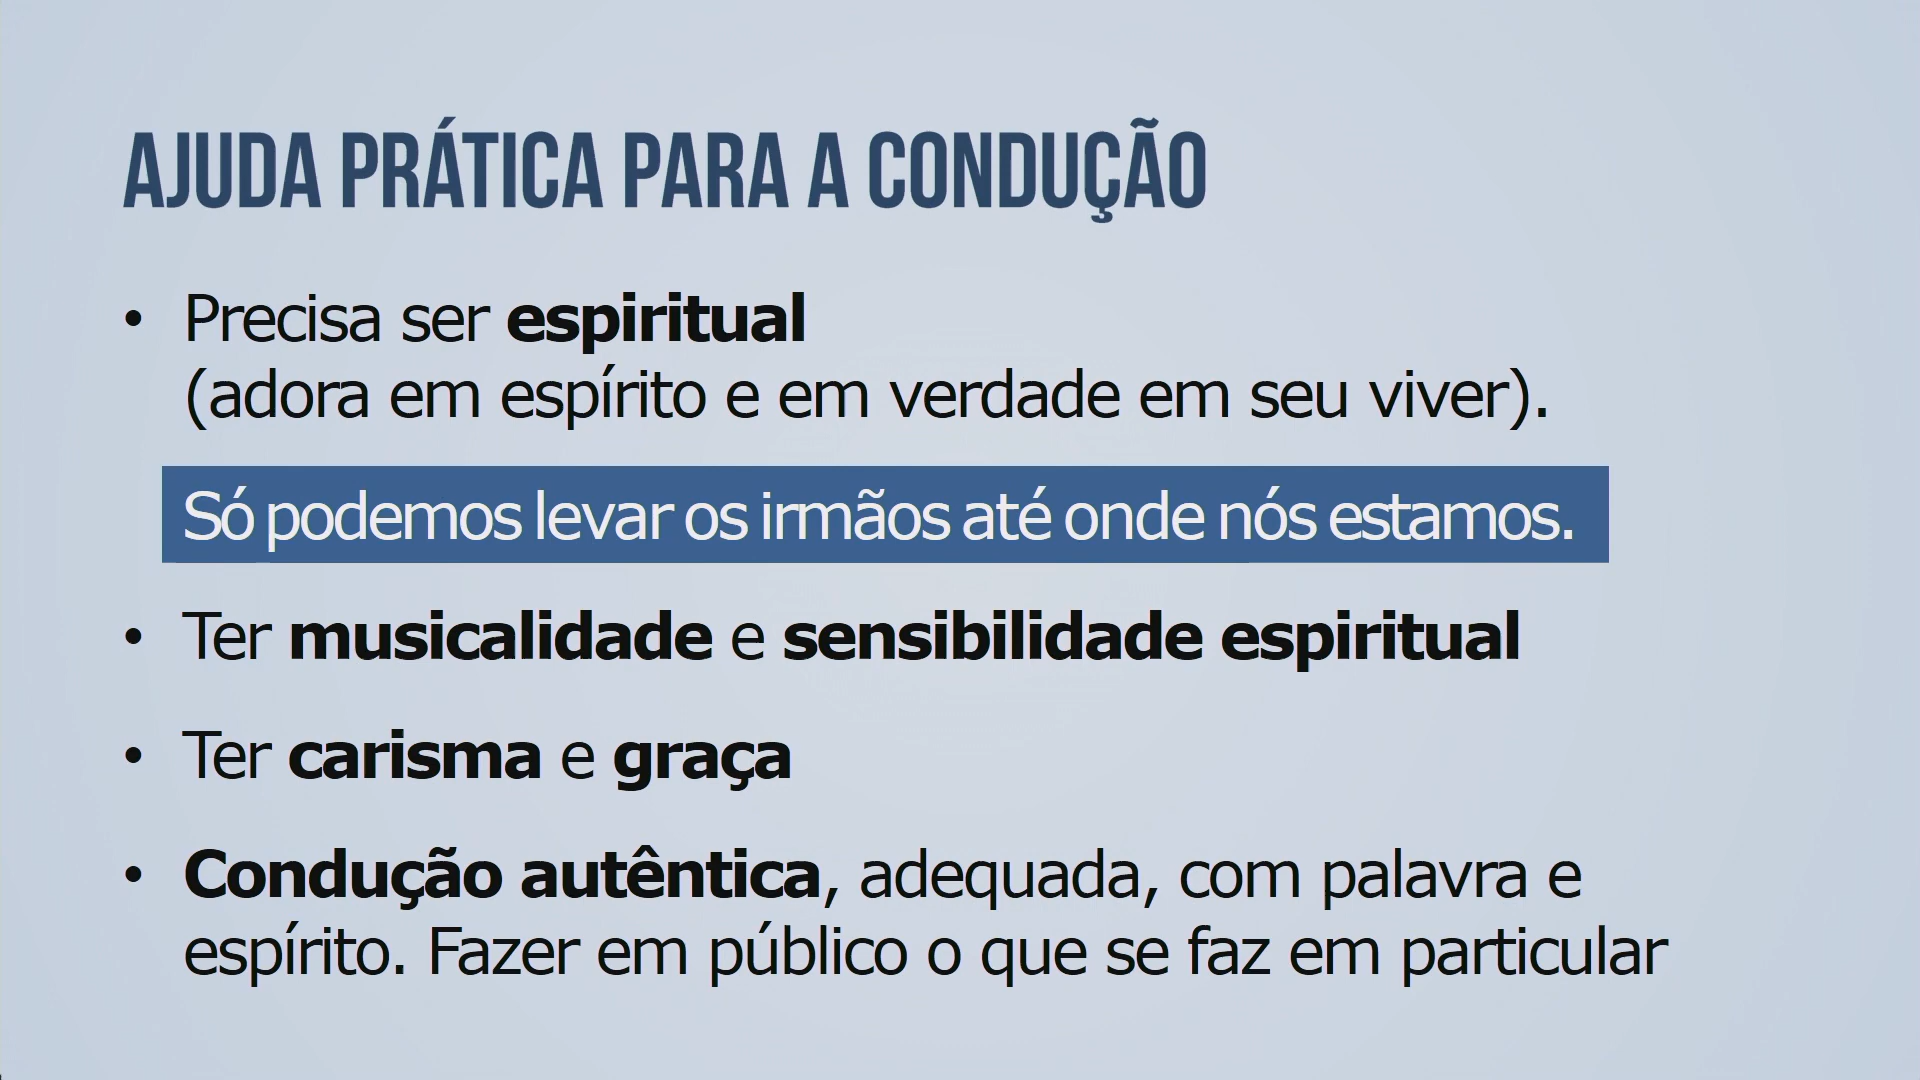 AJUDA PRÁTICA PARA A CONDUÇÃO
• Precisa ser espiritual
(adora em espírito e em verdade em seu viver).
Só podemos levar os irmãos até onde nós estamos.
• Ter musicalidade e sensibilidade espiritual
• Ter carisma e graça
• Condução autêntica, adequada, com palavra e
espírito. Fazer em público o que se faz em particular